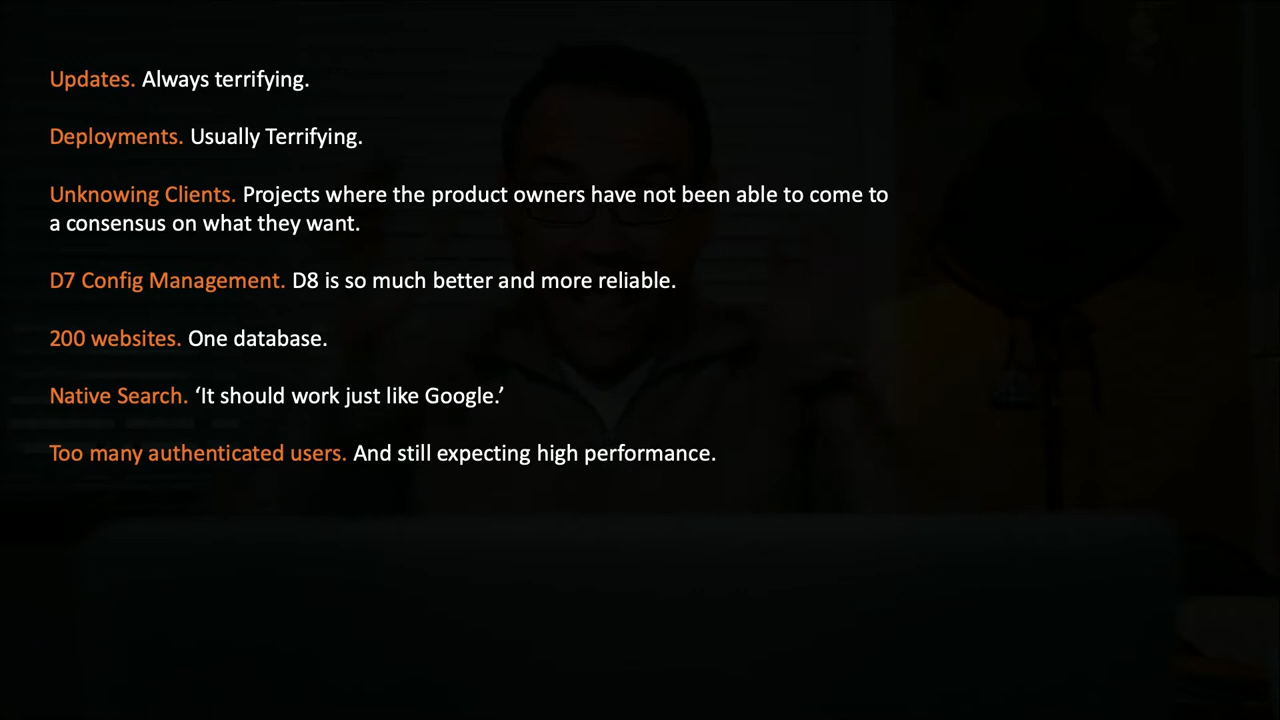 Updates. Always terrifying.
Deployments. Usually Terrifying.
Unknowing Clients. Projects where the product owners have not been able to come to
a consensus on what they want.
D7 Config Management. D8 is so much better and more reliable.
200 websites. One database.
Native Search. ‘It should work just like Google.’
Too many authenticated users. And still expecting high performance.